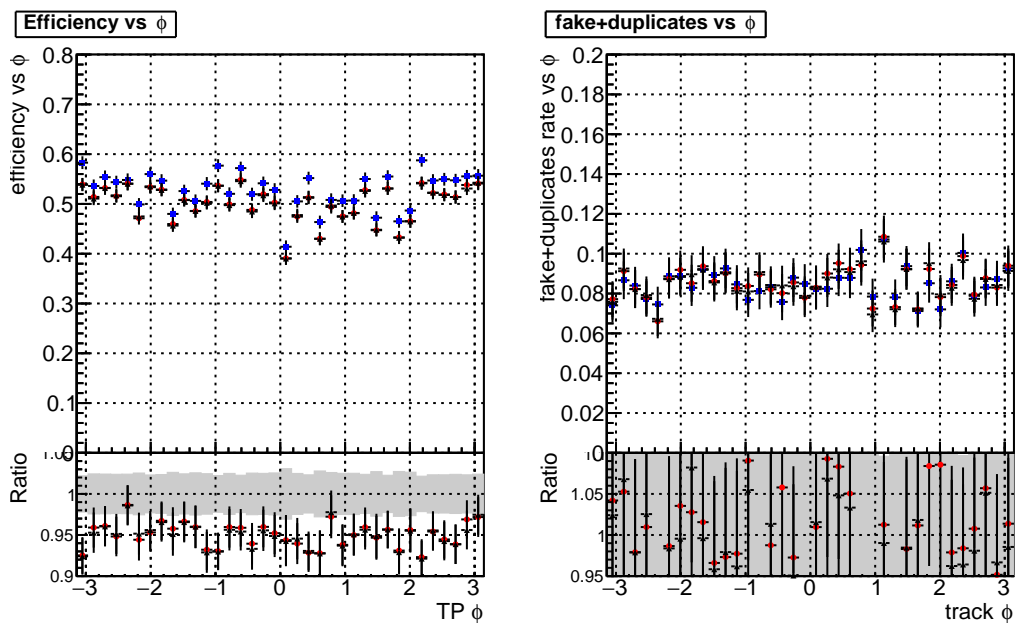 Efficiency vs ϕ
efficiency vs ϕ
0.8
0.7
0.6
0.5
0.4
0.3
0.2
0.1
0
Ratio
1
0.95
0.9
−3 −2 −1 0 1 2 3
TP ϕ
fake+duplicates vs ϕ
fake+duplicates rate vs ϕ
0.2
0.18
0.16
0.14
0.12
0.1
0.08
0.06
0.04
0.02
0
Ratio
1.05
1
0.95
−3 −2 −1 0 1 2 3
track ϕ